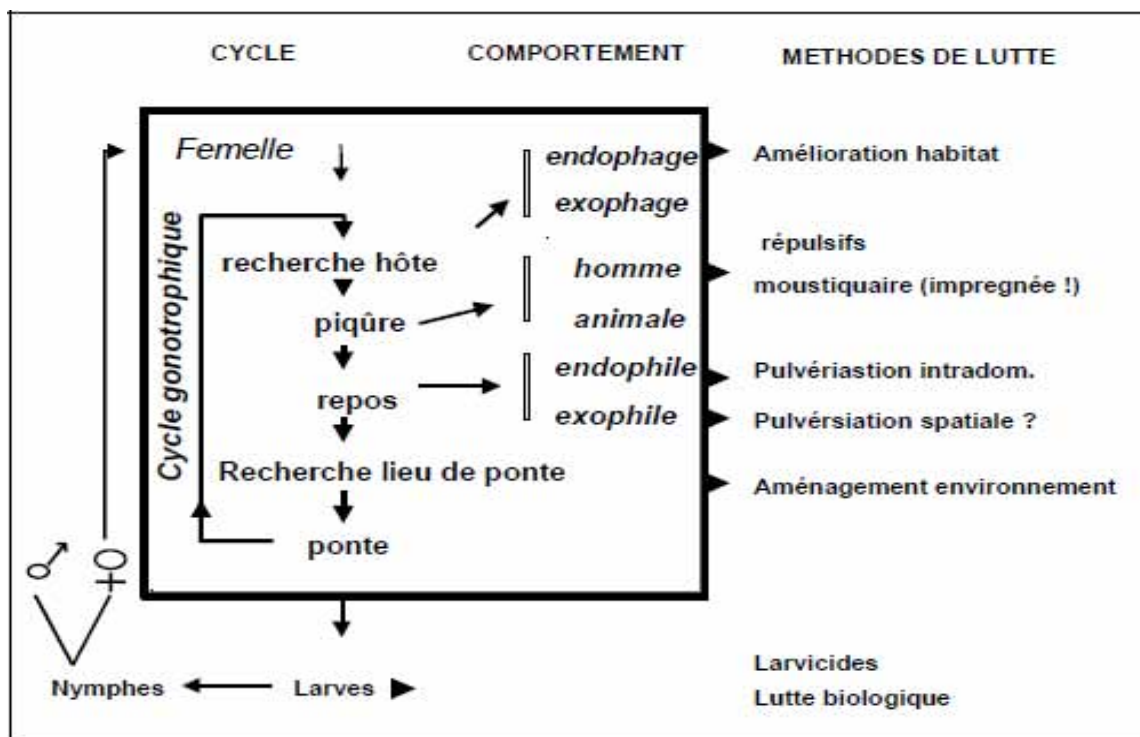 CYCLE COMPORTEMENT METHODES DE LUTTE
Femelle endophage Amélioration habitat
exophage
Cycle gonotrophique
recherche hôte homme répulsifs
moustiquaire (impregnée !)
piqûre animale
endophile Pulvériastion intradom.
repos exophile Pulvérsiation spatiale ?
Recherche lieu de ponte Aménagement environnement
ponte
Larvicides
Nymphes Larves Lutte biologique